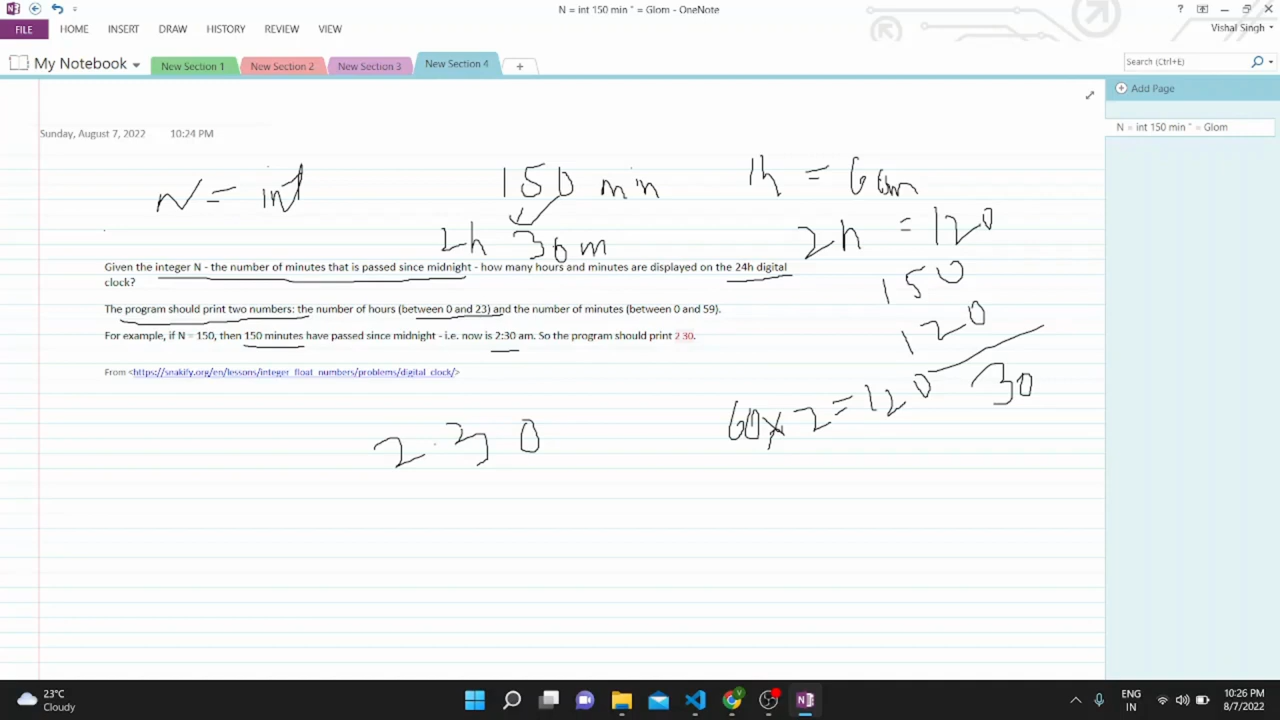 N = int 150 min ˚ = Glom - OneNote
FILE HOME INSERT DRAW HISTORY REVIEW VIEW
Vishal Singh
My Notebook New Section 1 New Section 2 New Section 3 New Section 4 +
Search (Ctrl+E)
Add Page
N = int 150 min ˚ = Glom
Sunday, August 7, 2022 10:24 PM
N = int 150 min 1h = 60m
2h 30m 2h = 120
150
120
30
Given the integer N - the number of minutes that is passed since midnight - how many hours and minutes are displayed on the 24h digital
clock?
The program should print two numbers: the number of hours (between 0 and 23) and the number of minutes (between 0 and 59).
For example, if N = 150, then 150 minutes have passed since midnight - i.e. now is 2:30 am. So the program should print 2 30.
From <https://snakify.org/en/lessons/integer_float_numbers/problems/digital_clock/>
60 x 2 = 120
2 · 30
23°C
Cloudy
ENG
IN
10:26 PM
8/7/2022